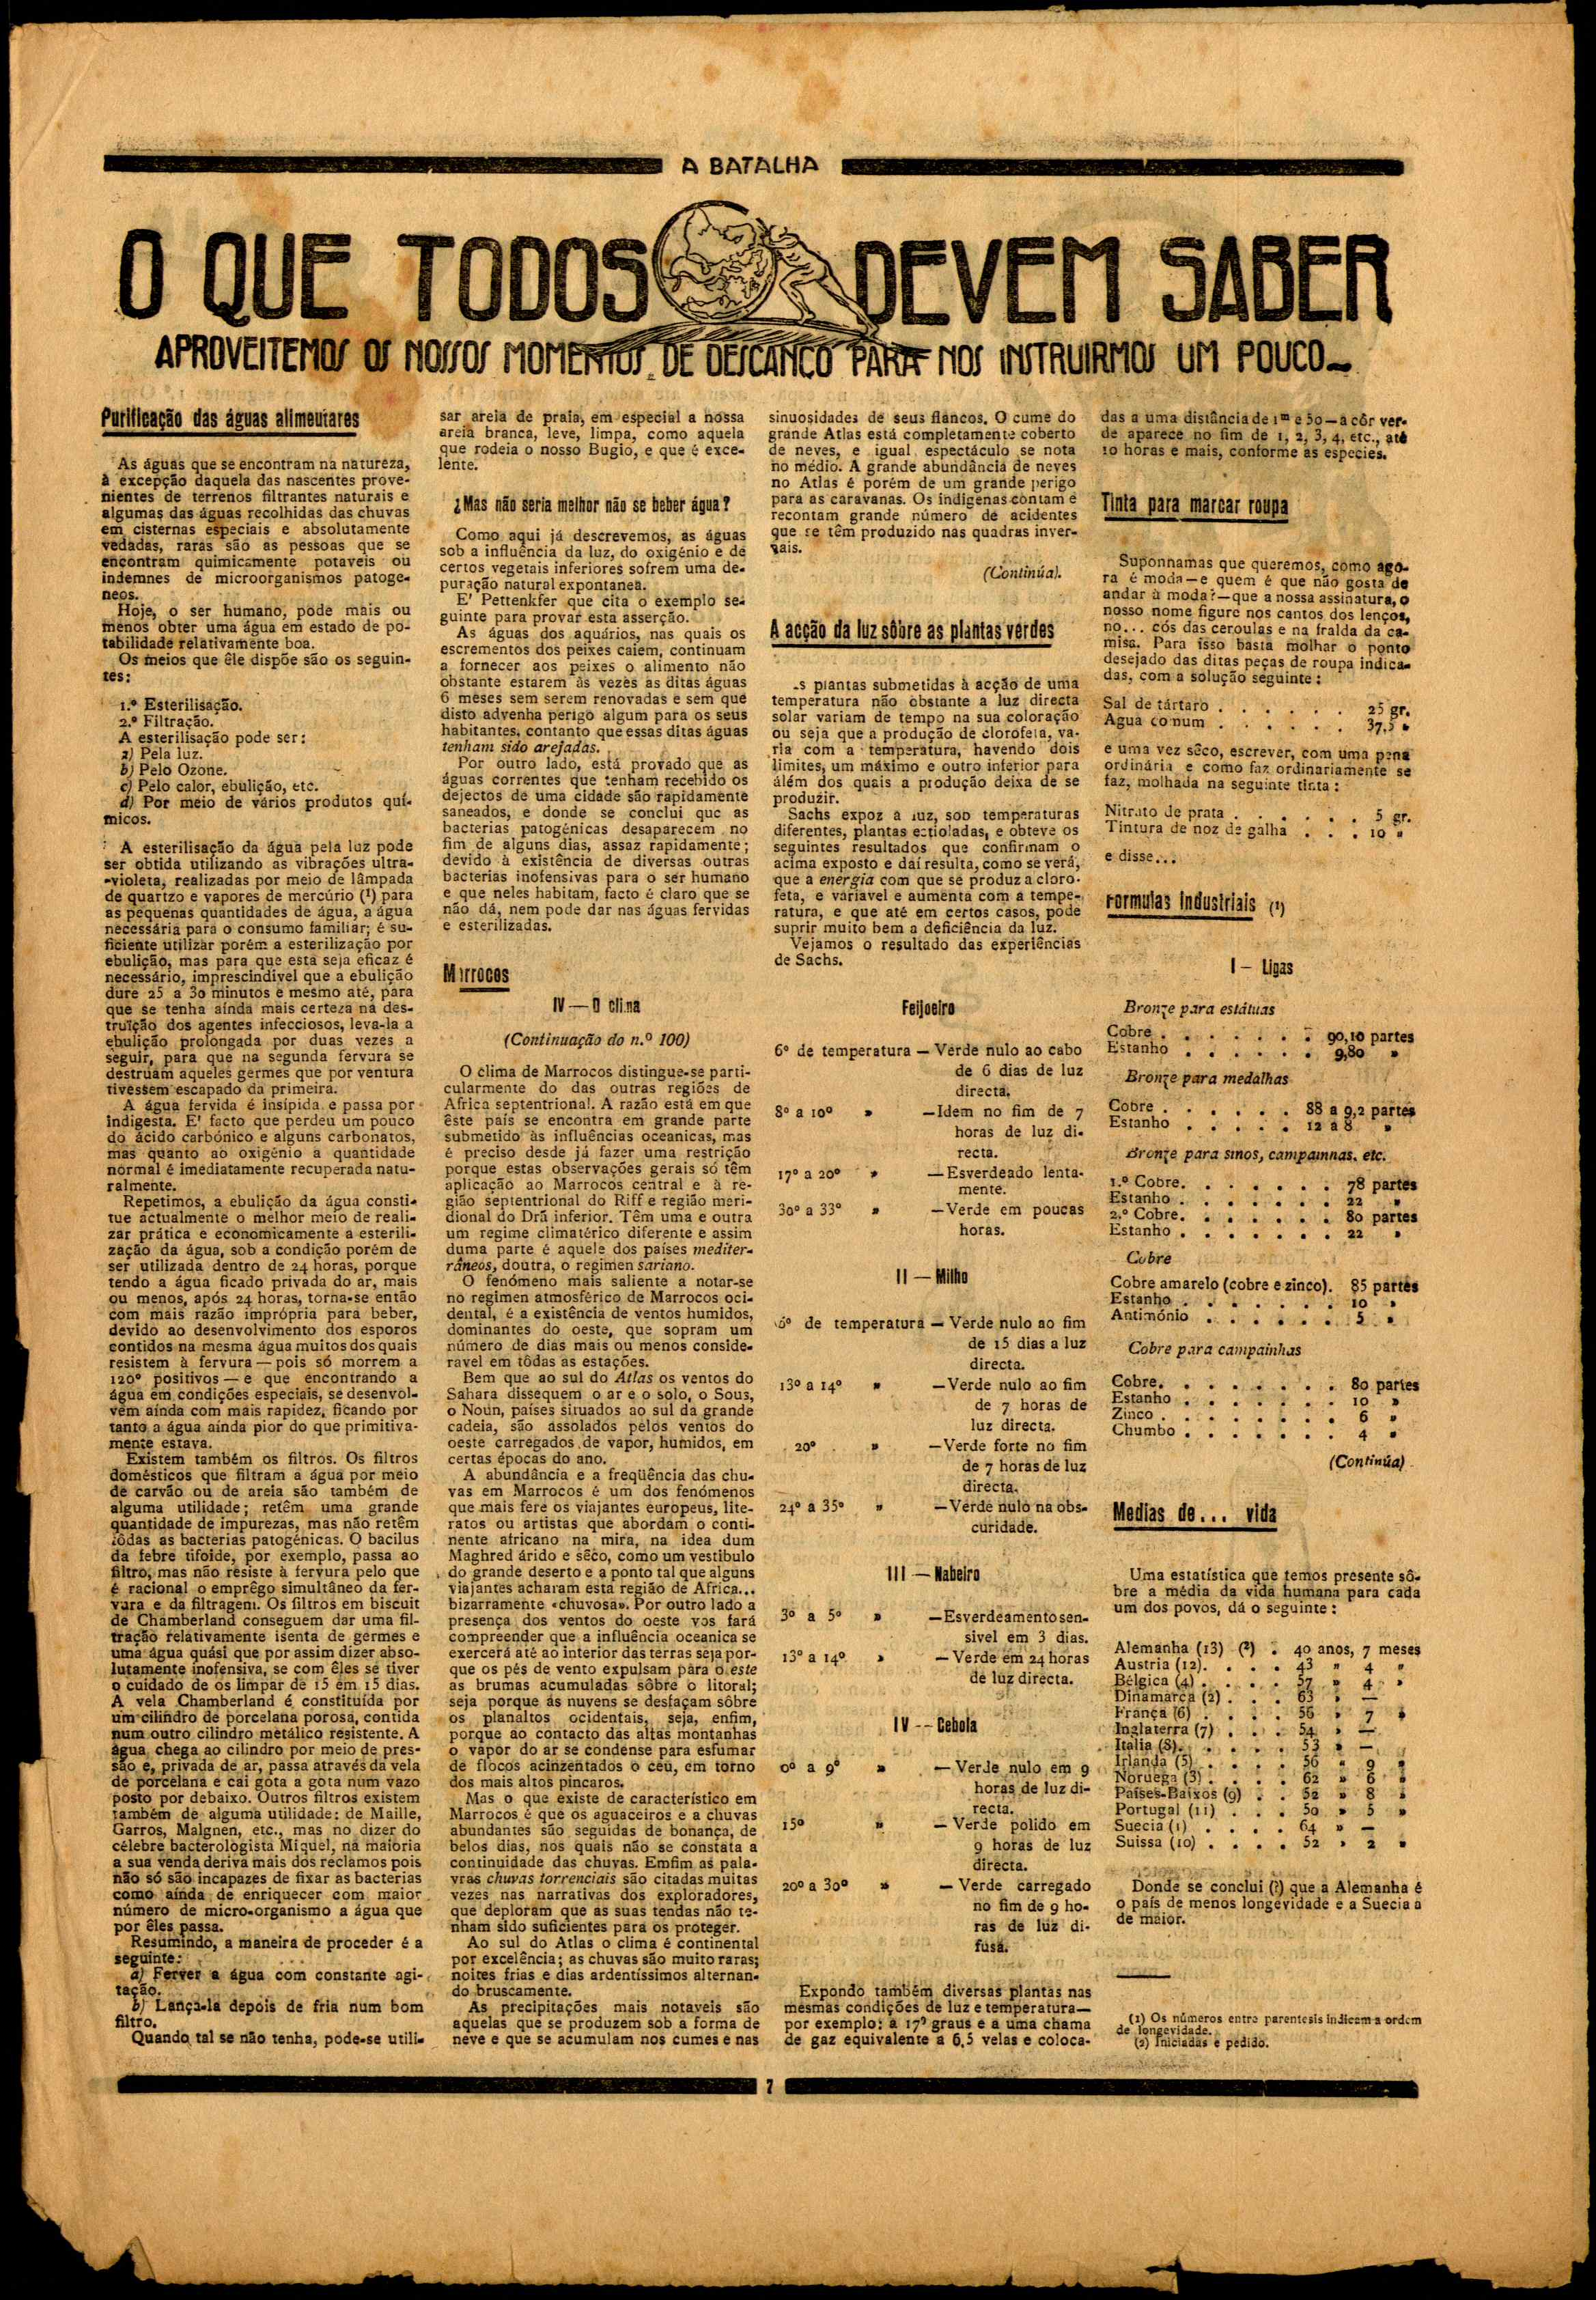 A BATALHA
O QUE TODOS DEVEM SABER
APROVEITEMOS OS NOSSOS MOMENTOS DE DESCANÇO PARA NOS INSTRUIRMOS UM POUCO
Purificação das águas alimentares
As águas que se encontram na natureza,
à excepção daquela das nascentes prove-
nientes de terrenos filtrantes naturais e
algumas das águas recolhidas das chuvas
em cisternas especiais e absolutamente
vedadas, raras são as pessoas que se
encontram quimicamente potaveis ou
indemnes de microorganismos patoge-
neos.
Hoje, o ser humano, pode mais ou
menos obter uma água em estado de po-
tabilidade relativamente boa.
Os meios que êle dispõe são os seguin-
tes:
1.º Esterilisação.
2.º Filtração.
A esterilisação pode ser:
a) Pela luz.
b) Pelo Ozone.
c) Pelo calor, ebulição, etc.
d) Por meio de vários produtos quí-
micos.
A esterilisação da água pela luz pode
ser obtida utilizando as vibrações ultra-
-violeta, realizadas por meio de lâmpada
de quartzo e vapores de mercúrio (¹) para
as pequenas quantidades de água, a água
necessária para o consumo familiar; é su-
ficiente utilizar porém a esterilização por
ebulição, mas para que esta seja eficaz é
necessário, imprescindivel que a ebulição
dure 25 a 30 minutos e mesmo até, para
que se tenha aínda mais certeza na des-
truição dos agentes infecciosos, leva-la a
ebulição prolongada por duas vezes a
seguir, para que na segunda fervura se
destruam aqueles germes que por ventura
tivessem escapado da primeira.
A água fervida é insípida e passa por
indigesta. E' facto que perdeu um pouco
do ácido carbónico e alguns carbonatos,
mas quanto ao oxigénio a quantidade
normal é imediatamente recuperada natu-
ralmente.
Repetimos, a ebulição da água consti-
tue actualmente o melhor meio de reali-
zar prática e economicamente a esterili-
zação da água, sob a condição porém de
ser utilizada dentro de 24 horas, porque
tendo a água ficado privada do ar, mais
ou menos, após 24 horas, torna-se então
com mais razão imprópria para beber,
devido ao desenvolvimento dos esporos
contidos na mesma água muitos dos quais
resistem à fervura — pois só morrem a
120º positivos — e que encontrando a
água em condições especiais, se desenvol-
vem aínda com mais rapidez, ficando por
tanto a água aínda pior do que primitiva-
mente estava.
Existem também os filtros. Os filtros
domésticos que filtram a água por meio
de carvão ou de areia são também de
alguma utilidade; retêm uma grande
quantidade de impurezas, mas não retêm
tôdas as bacterias patogénicas. O bacilus
da febre tifoide, por exemplo, passa ao
filtro, mas não resiste à fervura pelo que
é racional o emprêgo simultâneo da fer-
vura e da filtragem. Os filtros em biscuit
de Chamberland conseguem dar uma fil-
tração relativamente isenta de germes e
uma água quási que por assim dizer abso-
lutamente inofensiva, se com êles se tiver
o cuidado de os limpar de 15 em 15 dias.
A vela Chamberland é constituída por
um cilindro de porcelana porosa, contida
num outro cilindro metálico resistente. A
água chega ao cilindro por meio de pres-
são e, privada de ar, passa através da vela
de porcelana e cai gota a gota num vazo
posto por debaixo. Outros filtros existem
também de alguma utilidade: de Maille,
Garros, Malgnen, etc., mas no dizer do
célebre bacterologista Miquel, na maioria
a sua venda deriva mais dos reclamos pois
não só são incapazes de fixar as bacterias
como aínda de enriquecer com maior
número de micro-organismo a água que
por êles passa.
Resumindo, a maneira de proceder é a
seguinte:
a) Ferver a água com constante agi-
tação.
b) Lança-la depois de fria num bom
filtro.
Quando tal se não tenha, pode-se utili-
sar areia de praia, em especial a nossa
areia branca, leve, limpa, como aquela
que rodeia o nosso Bugio, e que é exce-
lente.
¿Mas não seria melhor não se beber água?
Como aqui já descrevemos, as águas
sob a influência da luz, do oxigénio e de
certos vegetais inferiores sofrem uma de-
puração natural expontanea.
E' Pettenkfer que cita o exemplo se-
guinte para provar esta asserção.
As águas dos aquários, nas quais os
escrementos dos peixes caiem, continuam
a fornecer aos peixes o alimento não
obstante estarem às vezes as ditas águas
6 meses sem serem renovadas e sem que
disto advenha perigo algum para os seus
habitantes, contanto que essas ditas águas
tenham sido arejadas.
Por outro lado, está provado que as
águas correntes que tenham recebido os
dejectos de uma cidade são rapidamente
saneados, e donde se conclui que as
bacterias patogénicas desaparecem no
fim de alguns dias, assaz rapidamente;
devido à existência de diversas outras
bacterias inofensivas para o ser humano
e que neles habitam, facto é claro que se
não dá, nem pode dar nas águas fervidas
e esterilizadas.
Marrocos
IV — O clima
(Continuação do n.º 100)
O clima de Marrocos distingue-se parti-
cularmente do das outras regiões de
Africa septentrional. A razão está em que
êste país se encontra em grande parte
submetido às influências oceanicas, mas
é preciso desde já fazer uma restrição
porque estas observações gerais só têm
aplicação ao Marrocos central e à re-
gião septentrional do Riff e região meri-
dional do Drã inferior. Têm uma e outra
um regime climatérico diferente e assim
duma parte é aquele dos países mediter-
râneos, doutra, o regimen sariano.
O fenómeno mais saliente a notar-se
no regimen atmosférico de Marrocos oci-
dental, é a existência de ventos humidos,
dominantes do oeste, que sopram um
número de dias mais ou menos conside-
ravel em tôdas as estações.
Bem que ao sul do Atlas os ventos do
Sahara dissequem o ar e o solo, o Sous,
o Noun, países situados ao sul da grande
cadeia, são assolados pelos ventos do
oeste carregados de vapor, humidos, em
certas épocas do ano.
A abundância e a freqüência das chu-
vas em Marrocos é um dos fenómenos
que mais fere os viajantes europeus, lite-
ratos ou artistas que abordam o conti-
nente africano na mira, na idea dum
Maghred árido e sêco, como um vestibulo
do grande deserto e a ponto tal que alguns
viajantes acharam esta região de Africa...
bizarramente «chuvosa». Por outro lado a
presença dos ventos do oeste vos fará
compreender que a influência oceanica se
exercerá até ao interior das terras seja por-
que os pés de vento expulsam para o este
as brumas acumuladas sôbre o litoral;
seja porque as nuvens se desfaçam sôbre
os planaltos ocidentais, seja, enfim,
porque ao contacto das altas montanhas
o vapor do ar se condense para esfumar
de flocos acinzentados o ceu, em torno
dos mais altos pincaros.
Mas o que existe de característico em
Marrocos é que os aguaceiros e a chuvas
abundantes são seguidas de bonança, de
belos dias, nos quais não se constata a
continuidade das chuvas. Emfim as pala-
vras chuvas torrenciais são citadas muitas
vezes nas narrativas dos exploradores,
que deploram que as suas tendas não te-
nham sido suficientes para os proteger.
Ao sul do Atlas o clima é continental
por excelência; as chuvas são muito raras;
noites frias e dias ardentíssimos alternan-
do bruscamente.
As precipitações mais notaveis são
aquelas que se produzem sob a forma de
neve e que se acumulam nos cumes e nas
sinuosidades de seus flancos. O cume do
grande Atlas está completamente coberto
de neves, e igual espectáculo se nota
no médio. A grande abundância de neves
no Atlas é porém de um grande perigo
para as caravanas. Os indigenas contam e
recontam grande número de acidentes
que se têm produzido nas quadras inver-
nais.
(Continúa).
A acção da luz sôbre as plantas verdes
s plantas submetidas à acção de uma
temperatura não obstante a luz directa
solar variam de tempo na sua coloração
ou seja que a produção de clorofeia, va-
ria com a temperatura, havendo dois
limites, um máximo e outro inferior para
álém dos quais a produção deixa de se
produzir.
Sachs expoz a luz, sob temperaturas
diferentes, plantas estioladas, e obteve os
seguintes resultados que confirmam o
acima exposto e daí resulta, como se verá,
que a energia com que se produz a cloro-
feta, e variavel e aumenta com a tempe-
ratura, e que até em certos casos, pode
suprir muito bem a deficiência da luz.
Vejamos o resultado das experiências
de Sachs.
Feijoeiro
6º de temperatura — Verde nulo ao cabo
de 6 dias de luz
directa.
8º a 10º » — Idem no fim de 7
horas de luz di-
recta.
17º a 20º » — Esverdeado lenta-
mente.
30º a 33º » — Verde em poucas
horas.
II — Milho
6º de temperatura — Verde nulo ao fim
de 15 dias a luz
directa.
13º a 14º » — Verde nulo ao fim
de 7 horas de
luz directa.
20º » — Verde forte no fim
de 7 horas de luz
directa.
24º a 35º » — Verde nulo na obs-
curidade.
III — Nabeiro
3º a 5º » — Esverdeamento sen-
sivel em 3 dias.
13º a 14º » — Verde em 24 horas
de luz directa.
IV — Cebola
0º a 9º » — Verde nulo em 9
horas de luz di-
recta.
15º » — Verde polido em
9 horas de luz
directa.
20º a 30º » — Verde carregado
no fim de 9 ho-
ras de luz di-
fusa.
Expondo também diversas plantas nas
mesmas condições de luz e temperatura—
por exemplo: a 17º graus e a uma chama
de gaz equivalente a 6,5 velas e coloca-
das a uma distância de 1ᵐ e 50 — a côr ver-
de aparece no fim de 1, 2, 3, 4, etc., até
10 horas e mais, conforme as especies.
Tinta para marcar roupa
Suponnamas que queremos, como ago-
ra é moda — e quem é que não gosta de
andar à moda? — que a nossa assinatura, o
nosso nome figure nos cantos dos lenços,
no... cós das ceroulas e na fralda da ca-
misa. Para isso basta molhar o ponto
desejado das ditas peças de roupa indica-
das, com a solução seguinte:
Sal de tártaro . . . . . . 25 gr.
Agua comum . . . . . . 37,5 »
e uma vez sêco, escrever, com uma pena
ordinária e como faz ordinariamente se
faz, molhada na seguinte tinta:
Nitrato de prata . . . . . . 5 gr.
Tintura de noz de galha . . . 10 »
e disse...
Formulas Industriais (¹)
I — Ligas
Bronze para estátuas
Cobre . . . . . . . 90,10 partes
Estanho . . . . . . 9,80 »
Bronze para medalhas
Cobre . . . . . . 88 a 9,2 partes
Estanho . . . . . 12 a 8 »
Bronze para sinos, campainhas, etc.
1.º Cobre. . . . . . . 78 partes
Estanho . . . . . . . 22 »
2.º Cobre. . . . . . . 80 partes
Estanho . . . . . . . 22 »
Cobre
Cobre amarelo (cobre e zinco). 85 partes
Estanho . . . . . . . 10 »
Antimónio . . . . . . 5 »
Cobre para campainhas
Cobre. . . . . . . . 80 partes
Estanho . . . . . . . 10 »
Zinco . . . . . . . . 6 »
Chumbo . . . . . . . 4 »
(Continúa)
Medias de... vida
Uma estatística que temos presente sô-
bre a média da vida humana para cada
um dos povos, dá o seguinte:
Alemanha (13) (²) . 40 anos, 7 meses
Austria (12). . . . 43 » 4 »
Bélgica (4) . . . . 57 » 4 »
Dinamarca (2) . . . 63 » —
França (6) . . . . 56 » 7 »
Inglaterra (7) . . . 54 » —
Italia (8). . . . . 53 » —
Irlanda (5) . . . . 56 » 9 »
Noruega (3) . . . . 62 » 6 »
Países-Baixos (9) . . 52 » 8 »
Portugal (11) . . . 50 » 5 »
Suecia (1) . . . . 64 » —
Suissa (10) . . . . 52 » 2 »
Donde se conclui (?) que a Alemanha é
o país de menos longevidade e a Suecia o
de maior.
(1) Os números entre parentesis indicam a ordem
de longevidade.
(2) Iniciadas e pedido.
7